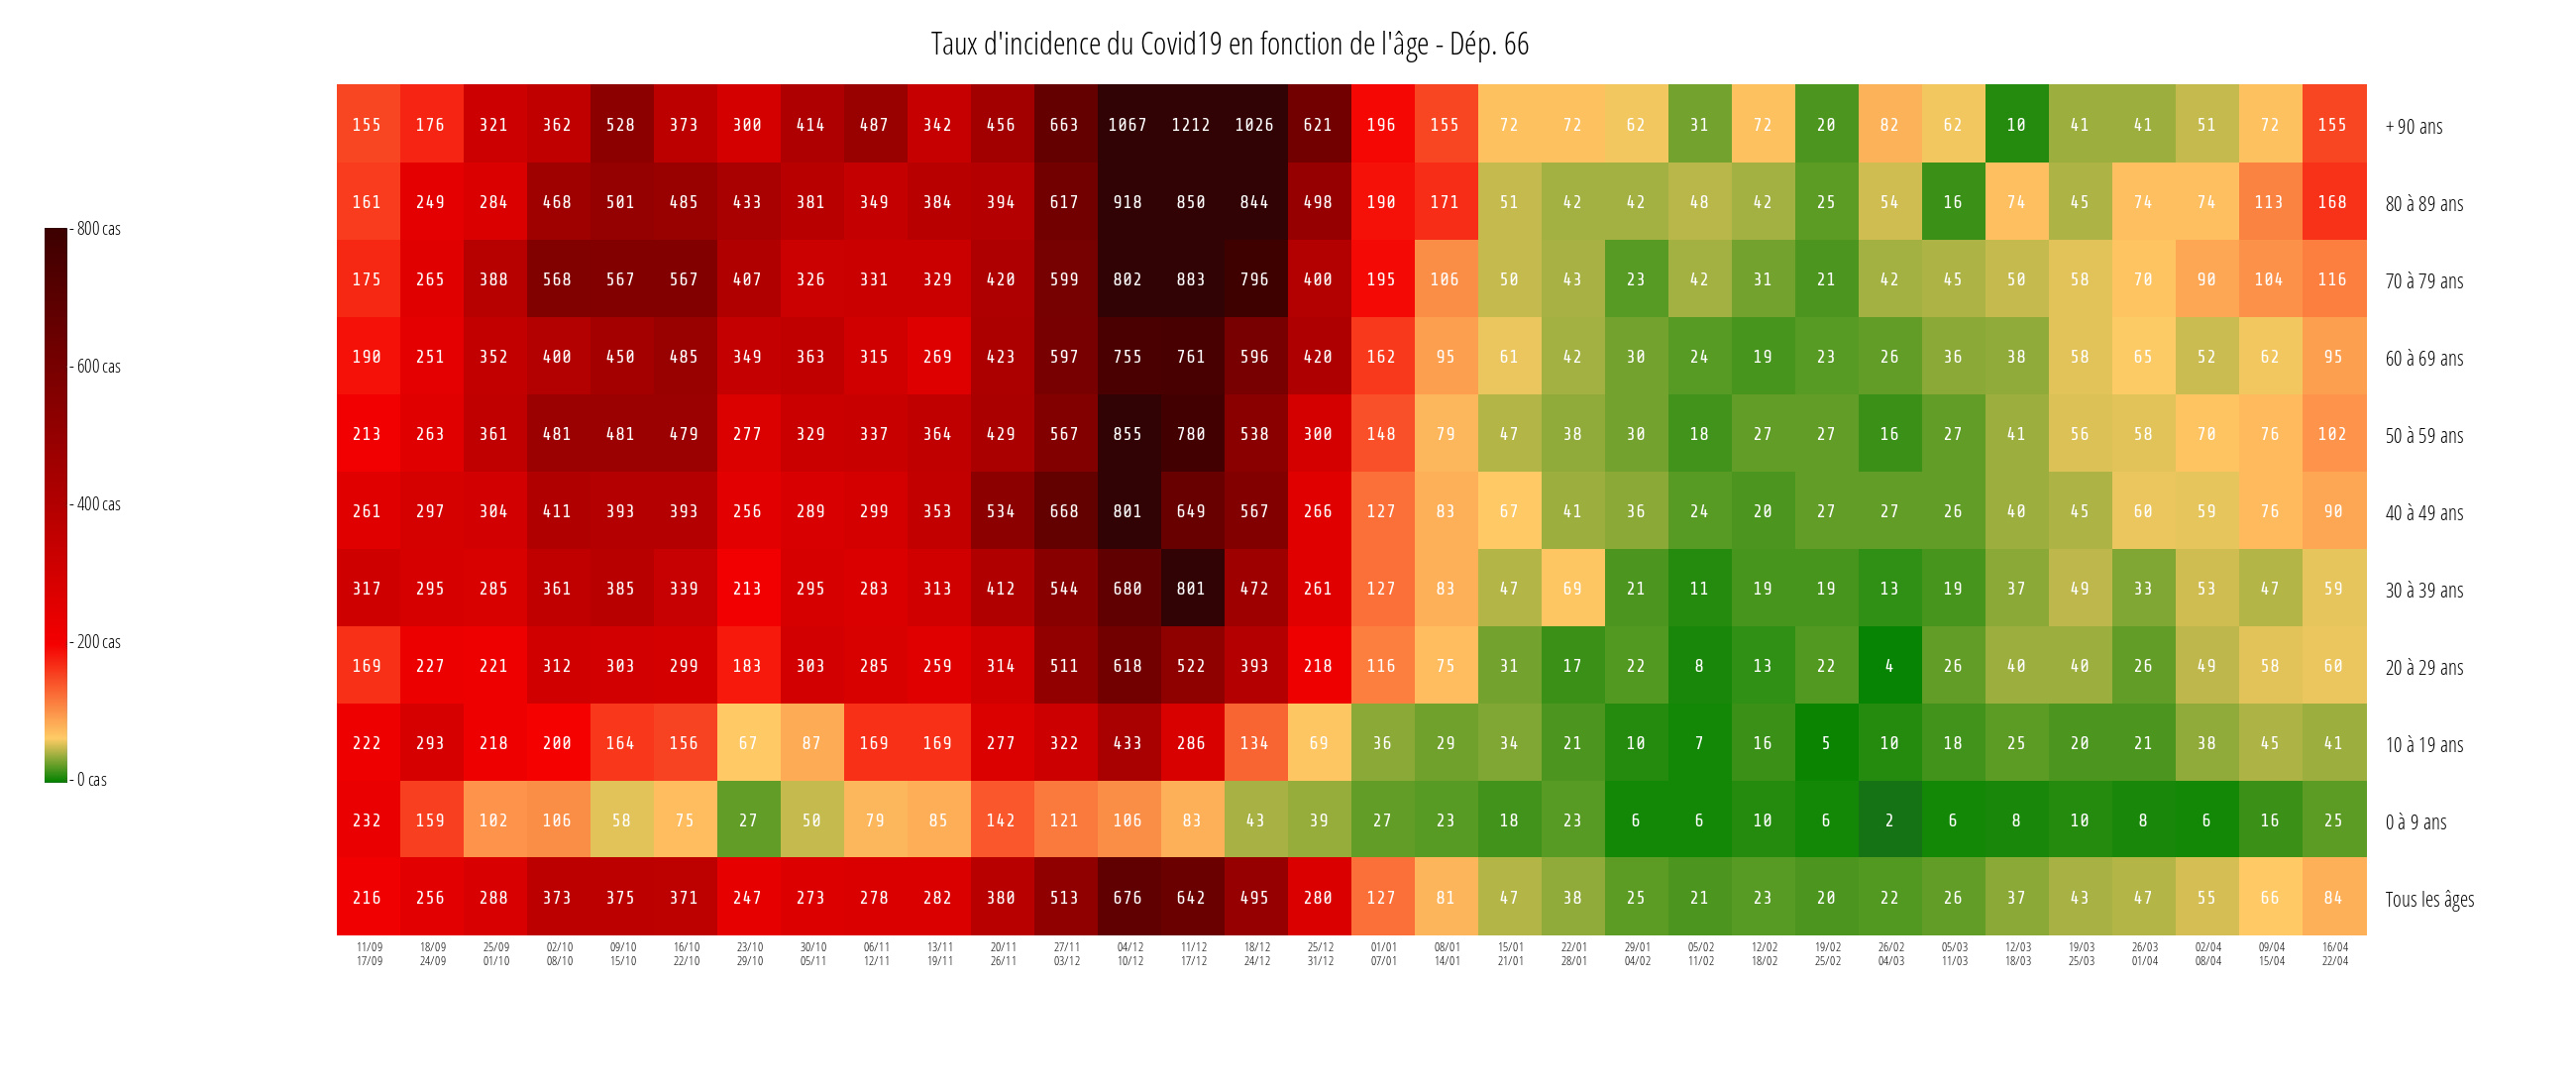 Taux d'incidence du Covid19 en fonction de l'âge - Dép. 66
155 176 321 362 528 373 300 414 487 342 456 663 1067 1212 1026 621 196 155 72 72 62 31 72 20 82 62 10 41 41 51 72 155 + 90 ans
161 249 284 468 501 485 433 381 349 384 394 617 918 850 844 498 190 171 51 42 42 48 42 25 54 16 74 45 74 74 113 168 80 à 89 ans
- 800 cas
175 265 388 568 567 567 407 326 331 329 420 599 802 883 796 400 195 106 50 43 23 42 31 21 42 45 50 58 70 90 104 116 70 à 79 ans
190 251 352 400 450 485 349 363 315 269 423 597 755 761 596 420 162 95 61 42 30 24 19 23 26 36 38 58 65 52 62 95 60 à 69 ans
- 600 cas
213 263 361 481 481 479 277 329 337 364 429 567 855 780 538 300 148 79 47 38 30 18 27 27 16 27 41 56 58 70 76 102 50 à 59 ans
- 400 cas
261 297 304 411 393 393 256 289 299 353 534 668 801 649 567 266 127 83 67 41 36 24 20 27 27 26 40 45 60 59 76 90 40 à 49 ans
317 295 285 361 385 339 213 295 283 313 412 544 680 801 472 261 127 83 47 69 21 11 19 19 13 19 37 49 33 53 47 59 30 à 39 ans
- 200 cas
169 227 221 312 303 299 183 303 285 259 314 511 618 522 393 218 116 75 31 17 22 8 13 22 4 26 40 40 26 49 58 60 20 à 29 ans
222 293 218 200 164 156 67 87 169 169 277 322 433 286 134 69 36 29 34 21 10 7 16 5 10 18 25 20 21 38 45 41 10 à 19 ans
- 0 cas
232 159 102 106 58 75 27 50 79 85 142 121 106 83 43 39 27 23 18 23 6 6 10 6 2 6 8 10 8 6 16 25 0 à 9 ans
216 256 288 373 375 371 247 273 278 282 380 513 676 642 495 280 127 81 47 38 25 21 23 20 22 26 37 43 47 55 66 84 Tous les âges
11/09 18/09 25/09 02/10 09/10 16/10 23/10 30/10 06/11 13/11 20/11 27/11 04/12 11/12 18/12 25/12 01/01 08/01 15/01 22/01 29/01 05/02 12/02 19/02 26/02 05/03 12/03 19/03 26/03 02/04 09/04 16/04
17/09 24/09 01/10 08/10 15/10 22/10 29/10 05/11 12/11 19/11 26/11 03/12 10/12 17/12 24/12 31/12 07/01 14/01 21/01 28/01 04/02 11/02 18/02 25/02 04/03 11/03 18/03 25/03 01/04 08/04 15/04 22/04